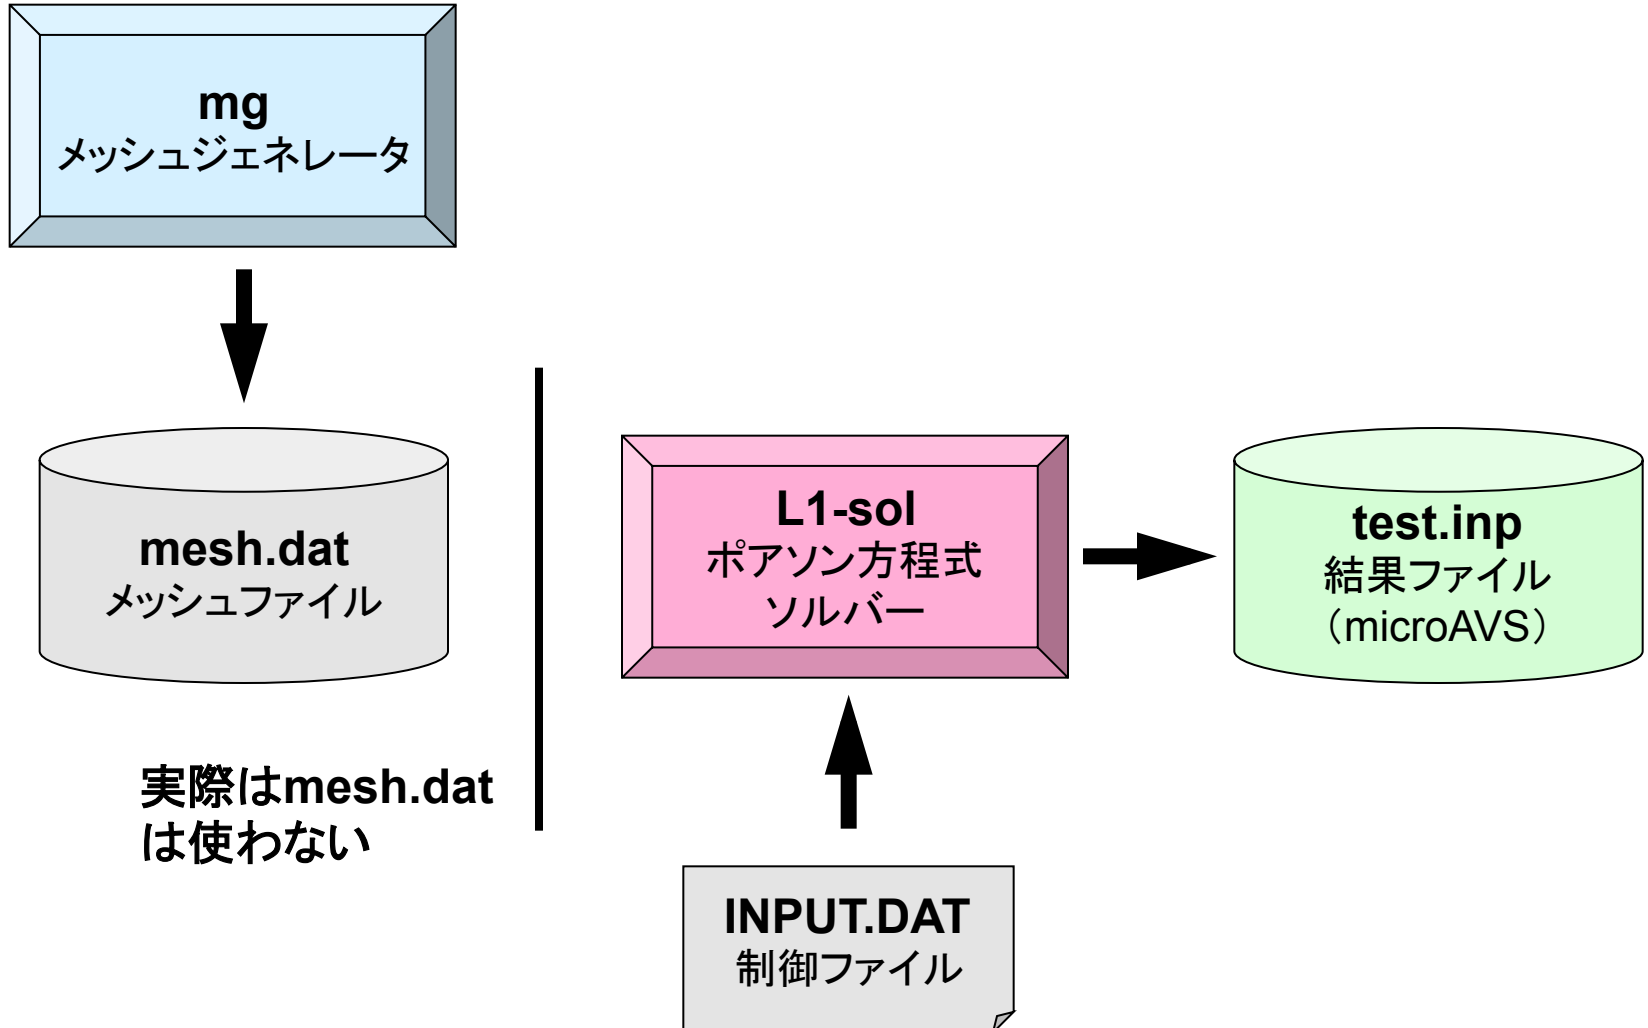 mg
メッシュジェネレータ
mesh.dat
メッシュファイル
実際はmesh.dat
は使わない
L1-sol
ポアソン方程式
ソルバー
test.inp
結果ファイル
（microAVS）
INPUT.DAT
制御ファイル